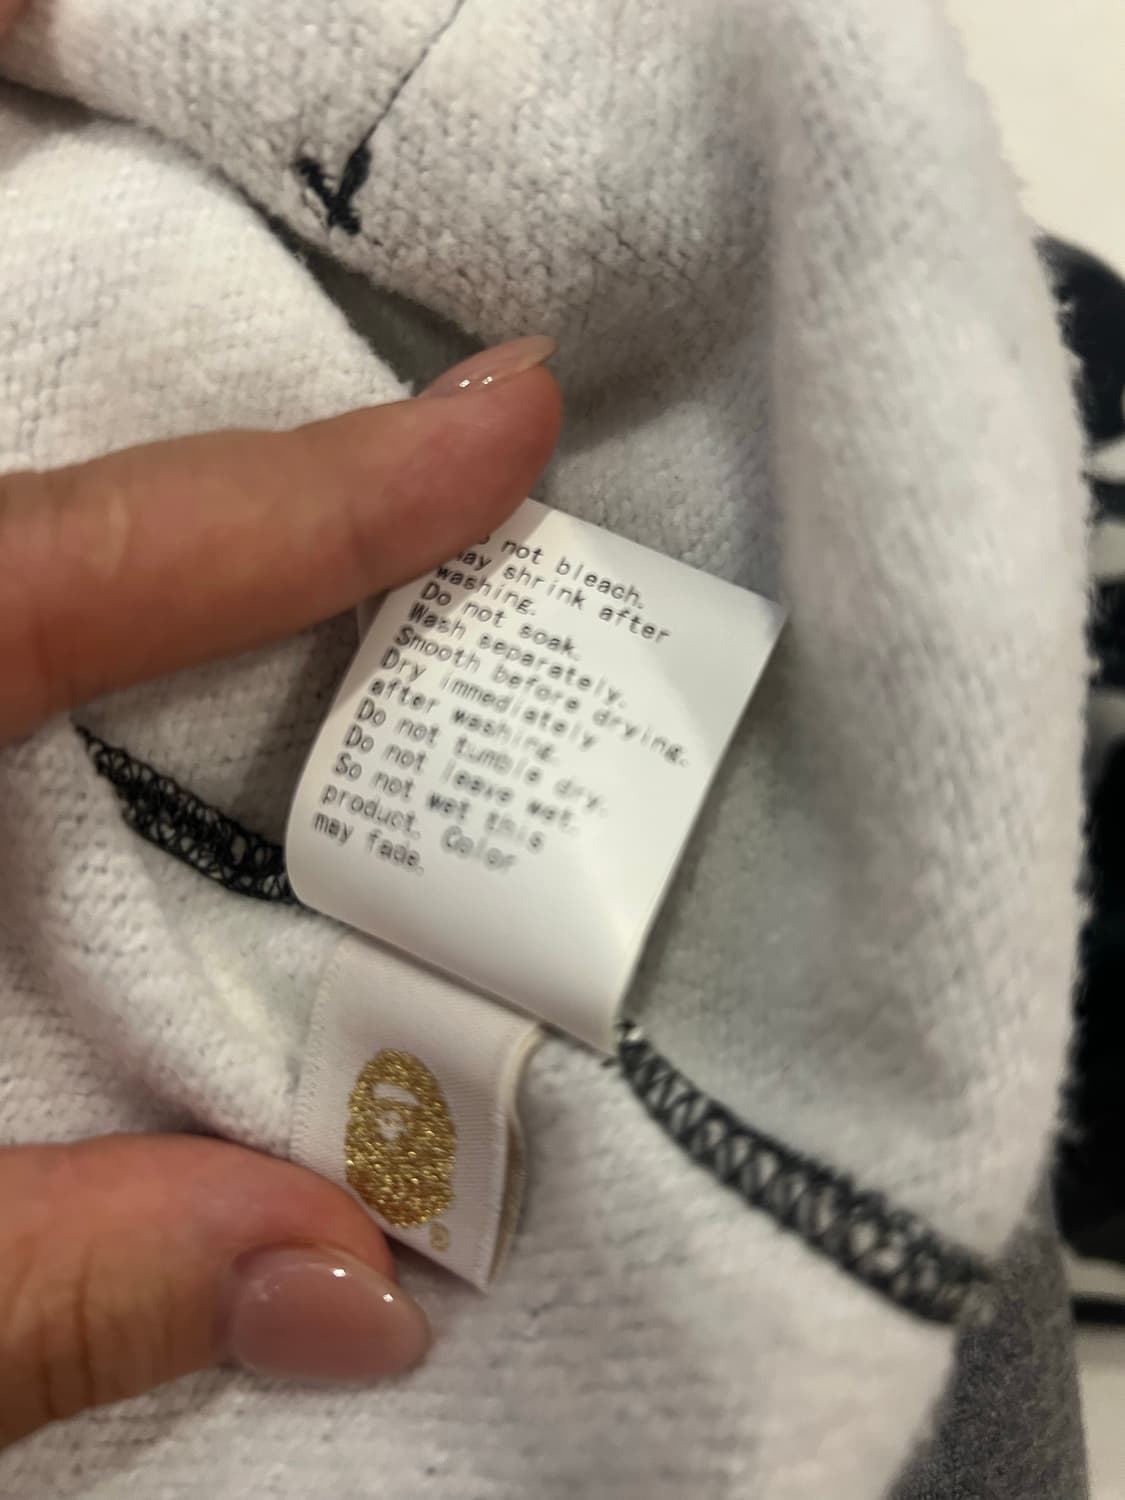 not bleach.
may shrink after
washing.
Do not soak.
Wash separately.
Smooth before drying.
Dry immediately
after washing.
Do not tumble dry.
Do not leave wet.
So not wet this
product. Color
may fade.
®